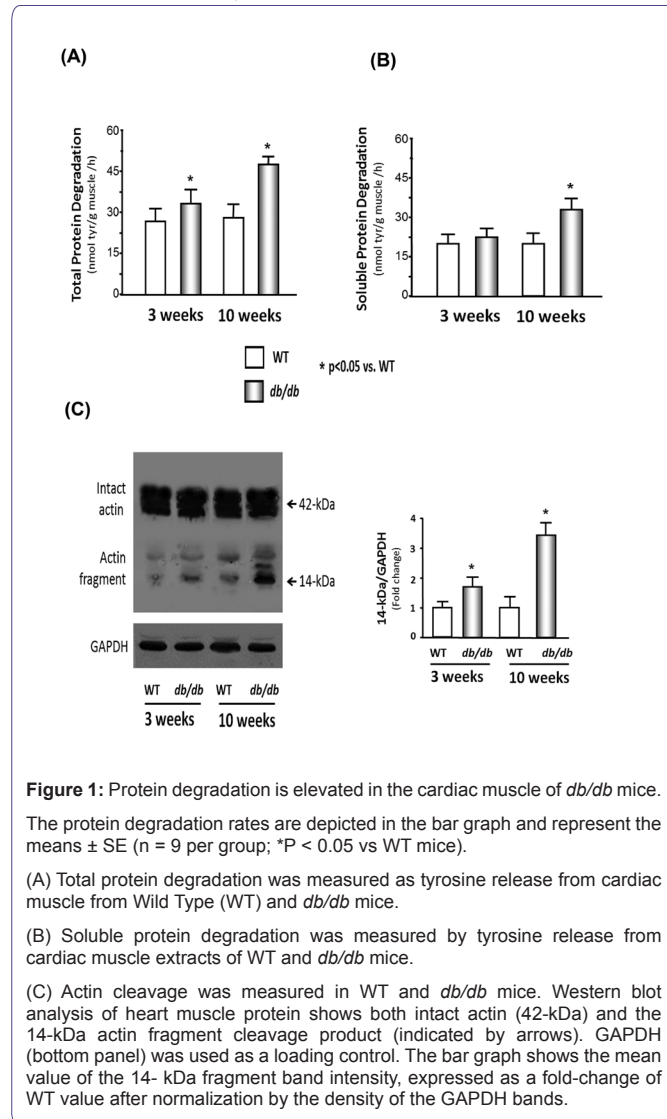 (A)
(B)
Total Protein Degradation
(nmol tyr/g muscle /h)
60
45
30
15
0
*
*
3 weeks 10 weeks
Soluble Protein Degradation
(nmol tyr/g muscle /h)
60
45
30
15
0
*
3 weeks 10 weeks
WT
db/db
* p<0.05 vs. WT
(C)
Intact
actin
42-kDa
Actin
fragment
14-kDa
GAPDH
WT db/db WT db/db
3 weeks 10 weeks
14-kDa/GAPDH
(Fold change)
4
3
2
1
0
*
*
WT db/db WT db/db
3 weeks 10 weeks
Figure 1: Protein degradation is elevated in the cardiac muscle of db/db mice.
The protein degradation rates are depicted in the bar graph and represent the
means ± SE (n = 9 per group; *P < 0.05 vs WT mice).
(A) Total protein degradation was measured as tyrosine release from cardiac
muscle from Wild Type (WT) and db/db mice.
(B) Soluble protein degradation was measured by tyrosine release from
cardiac muscle extracts of WT and db/db mice.
(C) Actin cleavage was measured in WT and db/db mice. Western blot
analysis of heart muscle protein shows both intact actin (42-kDa) and the
14-kDa actin fragment cleavage product (indicated by arrows). GAPDH
(bottom panel) was used as a loading control. The bar graph shows the mean
value of the 14- kDa fragment band intensity, expressed as a fold-change of
WT value after normalization by the density of the GAPDH bands.